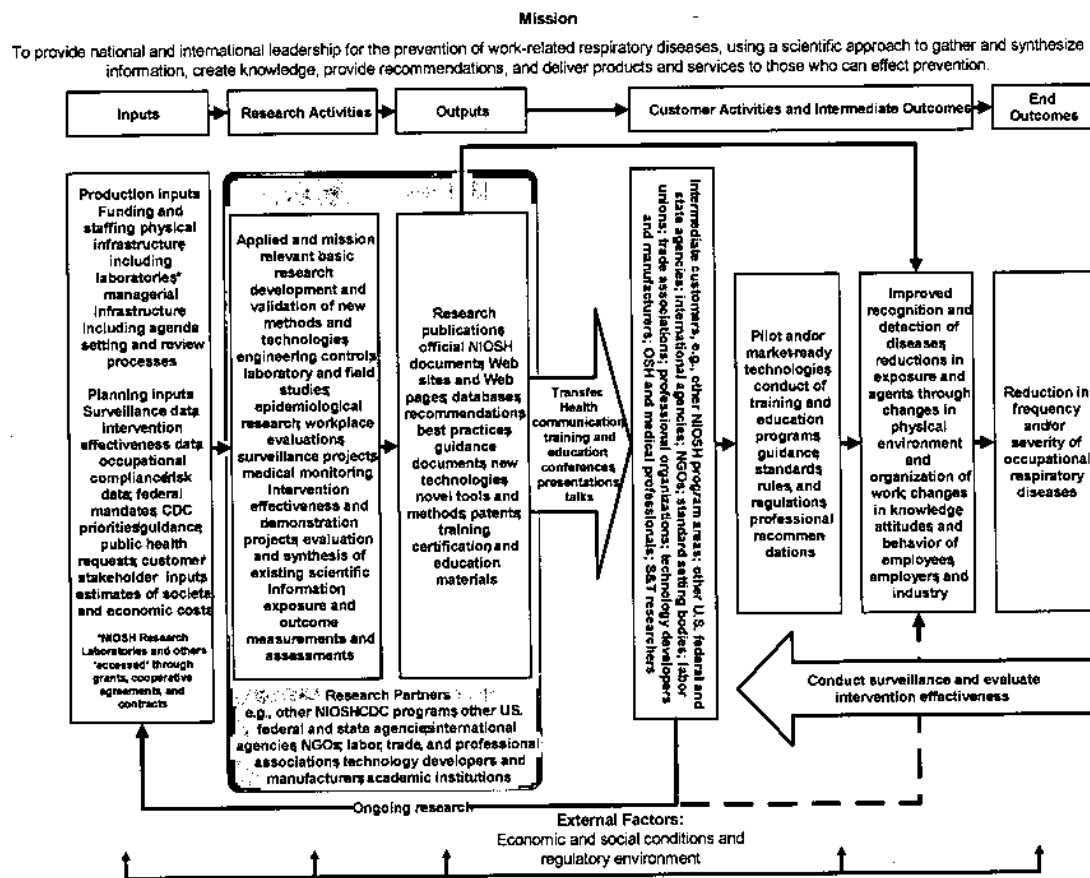 Mission
To provide national and international leadership for the prevention of work-related respiratory diseases, using a scientific approach to gather and synthesize
information, create knowledge, provide recommendations, and deliver products and services to those who can effect prevention.
Inputs
Research Activities
Outputs
Customer Activities and Intermediate Outcomes
End
Outcomes
Production inputs
Funding and
staffing physical
infrastructure
including
laboratories*
managerial
infrastructure
including agenda
setting and review
processes
Planning inputs
Surveillance data
intervention
effectiveness data
occupational
compliance/risk
data; federal
mandates, CDC
priorities/guidance,
public health
requests; customer
stakeholder inputs
estimates of societa
and economic costs
*NIOSH Research
Laboratories and others
"accessed" through
grants, cooperative
agreements, and
contracts
Applied and mission
relevant basic
research
development and
validation of new
methods and
technologies
engineering controls
laboratory and field
studies,
epidemiological
research, workplace
evaluations
surveillance projects
medical monitoring
Intervention
effectiveness and
demonstration
projects, evaluation
and synthesis of
existing scientific
Information
exposure and
outcome
measurements and
assessments
Research
publications
official NIOSH
documents, Web
sites and Web
pages, databases
recommendations
best practices
guidance
documents, new
technologies
novel tools and
methods, patents,
training,
certification and
education
materials
Research Partners
e.g., other NIOSHCDC programs other U.S.
federal and state agencies, international
agencies, NGOs, labor, trade, and professional
associations, technology developers and
manufacturers, academic institutions
Transfer
Health
communication
training and
education
conferences
presentations,
talks
Intermediate customers, e.g., other NIOSH program areas; other U.S. federal and
state agencies; international agencies; NGOs; standard setting bodies; labor
unions; trade associations; professional organizations; technology developers
and manufacturers; OSH and medical professionals; S&T researchers
Pilot and/or
market-ready
technologies
conduct of
training and
education
programs
guidance,
standards
rules, and
regulations,
professional
recommen-
dations
Improved
recognition and
detection of
diseases,
reductions in
exposure and
agents through
changes in
physical
environment
and
organization of
work, changes
in knowledge
attitudes and
behavior of
employees,
employers and
industry
Reduction in
frequency
and/or
severity of
occupational
respiratory
diseases
Conduct surveillance and evaluate
intervention effectiveness
Ongoing research
External Factors:
Economic and social conditions and
regulatory environment